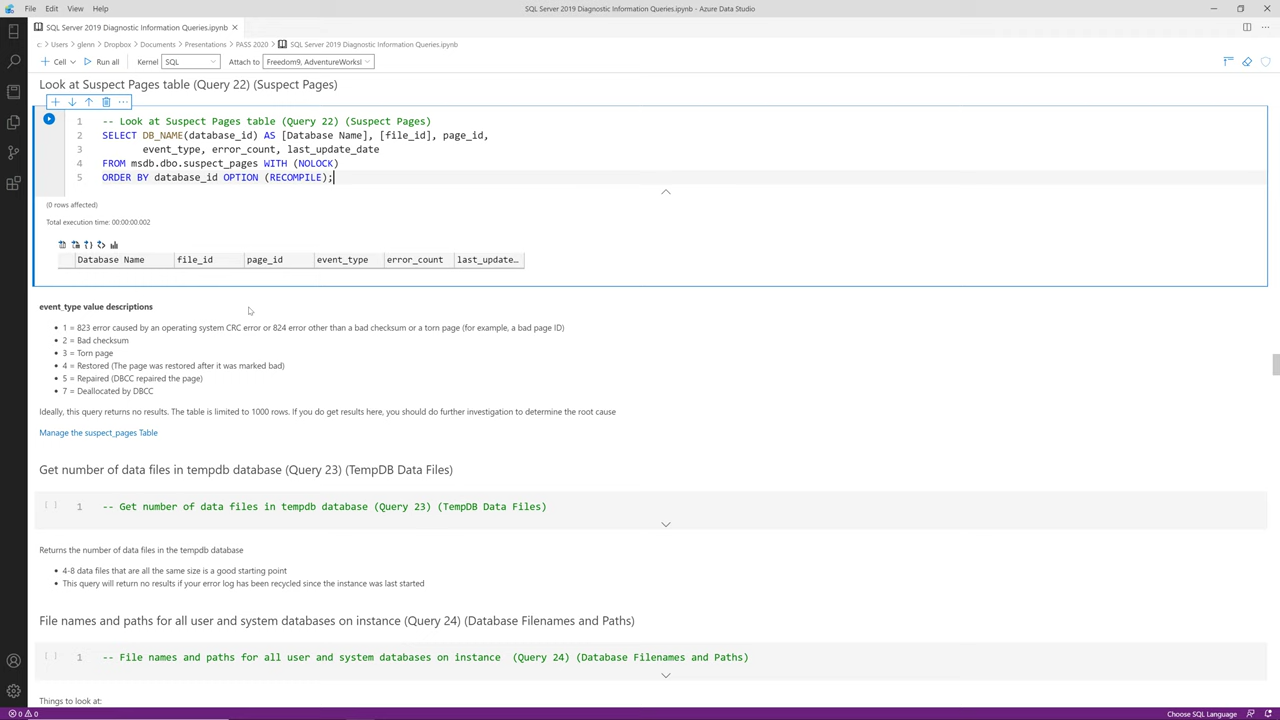 File Edit View Help
SQL Server 2019 Diagnostic Information Queries.ipynb - Azure Data Studio
SQL Server 2019 Diagnostic Information Queries.ipynb
c: Users glenn Dropbox Documents Presentations PASS 2020 SQL Server 2019 Diagnostic Information Queries.ipynb
Cell Run all Kernel SQL Attach to Freedom9, AdventureWorksI
Look at Suspect Pages table (Query 22) (Suspect Pages)
1 -- Look at Suspect Pages table (Query 22) (Suspect Pages)
2 SELECT DB_NAME(database_id) AS [Database Name], [file_id], page_id,
3 event_type, error_count, last_update_date
4 FROM msdb.dbo.suspect_pages WITH (NOLOCK)
5 ORDER BY database_id OPTION (RECOMPILE);
(0 rows affected)
Total execution time: 00:00:00.002
Database Name file_id page_id event_type error_count last_update...
event_type value descriptions
• 1 = 823 error caused by an operating system CRC error or 824 error other than a bad checksum or a torn page (for example, a bad page ID)
• 2 = Bad checksum
• 3 = Torn page
• 4 = Restored (The page was restored after it was marked bad)
• 5 = Repaired (DBCC repaired the page)
• 7 = Deallocated by DBCC
Ideally, this query returns no results. The table is limited to 1000 rows. If you do get results here, you should do further investigation to determine the root cause
Manage the suspect_pages Table
Get number of data files in tempdb database (Query 23) (TempDB Data Files)
[ ] 1 -- Get number of data files in tempdb database (Query 23) (TempDB Data Files)
Returns the number of data files in the tempdb database
• 4-8 data files that are all the same size is a good starting point
• This query will return no results if your error log has been recycled since the instance was last started
File names and paths for all user and system databases on instance (Query 24) (Database Filenames and Paths)
[ ] 1 -- File names and paths for all user and system databases on instance (Query 24) (Database Filenames and Paths)
Things to look at:
0 0 Choose SQL Language